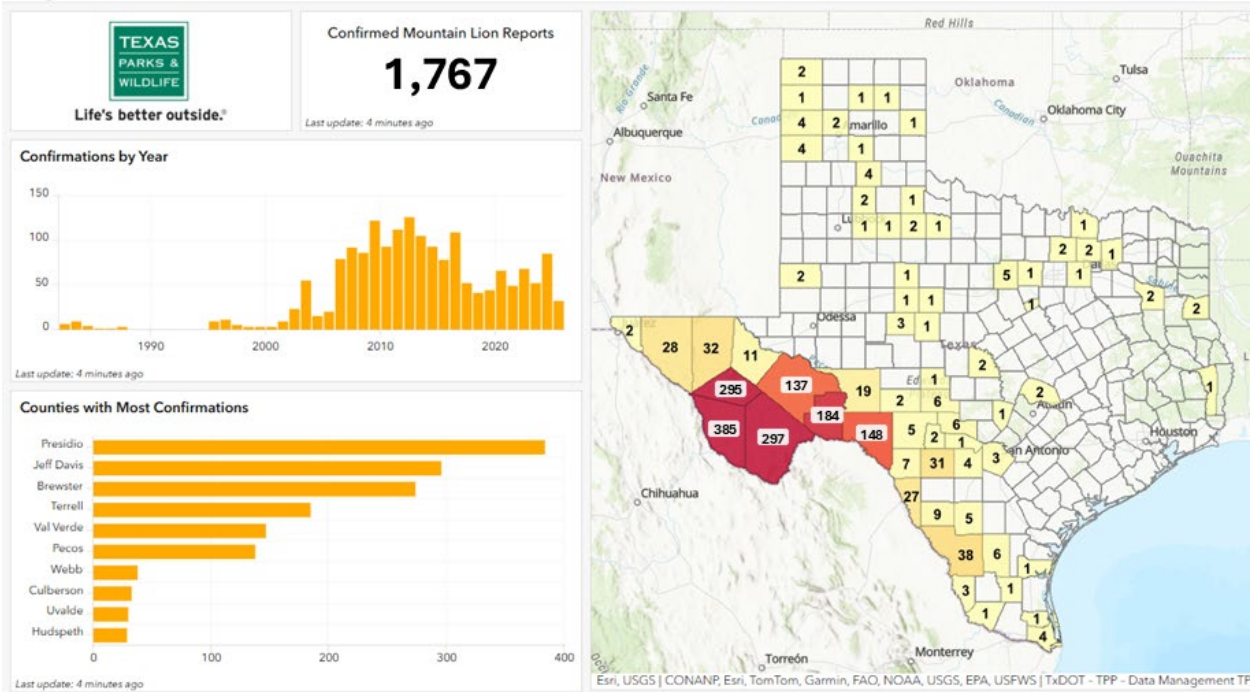 TEXAS
PARKS &
WILDLIFE
Life's better outside.®
Confirmed Mountain Lion Reports
1,767
Last update: 4 minutes ago
Confirmations by Year
150
100
50
0
1990
2000
2010
2020
Last update: 4 minutes ago
Counties with Most Confirmations
Presidio
Jeff Davis
Brewster
Terrell
Val Verde
Pecos
Webb
Culberson
Uvalde
Hudspeth
0
100
200
300
400
Last update: 4 minutes ago
Red Hills
Rio Grande
Santa Fe
Albuquerque
New Mexico
Oklahoma
Tulsa
Oklahoma City
Canadian
Ouachita
Mountains
2
1 1 1
4 2 marillo 1
4 1
4
2 1
1 1 2 1
1
2 2 1
2 1 5 1 1
1 1 1 2 2
3 1
Odessa
Texas
2 28 32 11 2
295 137 19 1 2 1
184 2 6 1
385 297 148 5 2 6 1
Houston
San Antonio
7 31 4 3
27
9 5
38 6 1
3 1
1 1
4
Chihuahua
Torreón
Monterrey
Esri, USGS | CONANP, Esri, TomTom, Garmin, FAO, NOAA, USGS, EPA, USFWS | TxDOT - TPP - Data Management TP